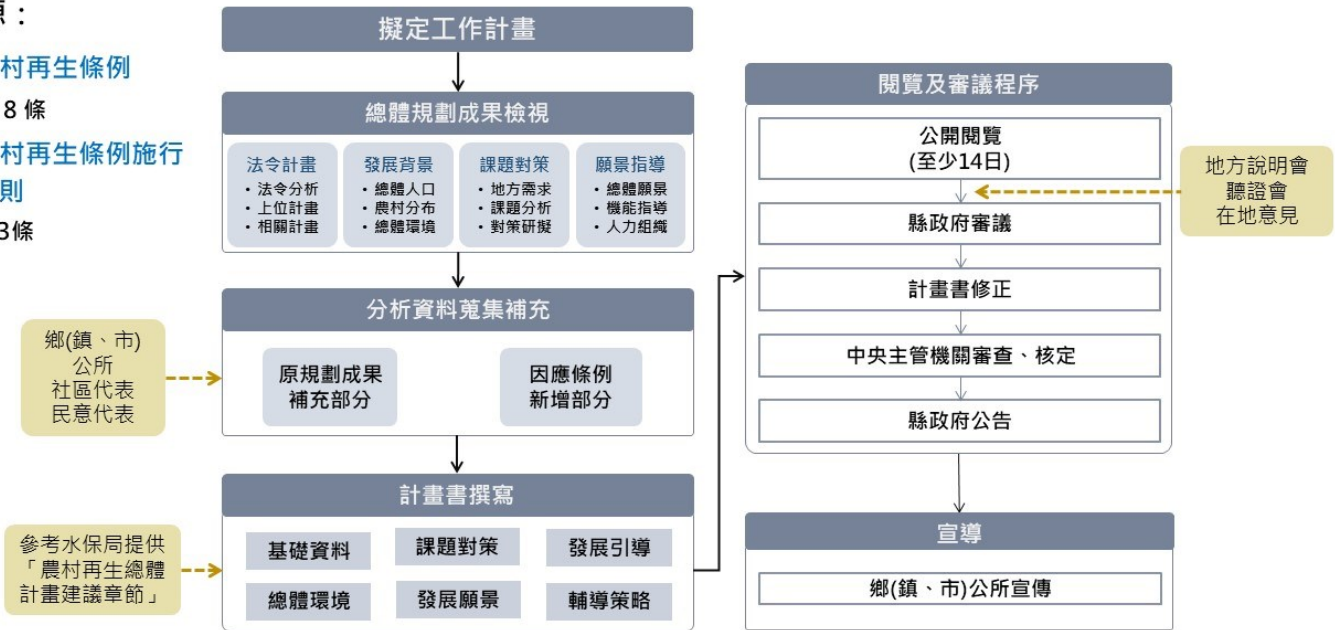 原：
村再生條例
8 條
村再生條例施行
則
3條
擬定工作計畫
總體規劃成果檢視
法令計畫
• 法令分析
• 上位計畫
• 相關計畫
發展背景
• 總體人口
• 農村分布
• 總體環境
課題對策
• 地方需求
• 課題分析
• 對策研擬
願景指導
• 總體願景
• 機能指導
• 人力組織
分析資料蒐集補充
原規劃成果
補充部分
因應條例
新增部分
鄉(鎮、市)
公所
社區代表
民意代表
計畫書撰寫
基礎資料
課題對策
發展引導
總體環境
發展願景
輔導策略
參考水保局提供
「農村再生總體
計畫建議章節」
閱覽及審議程序
公開閱覽
(至少14日)
縣政府審議
計畫書修正
中央主管機關審查、核定
縣政府公告
地方說明會
聽證會
在地意見
宣導
鄉(鎮、市)公所宣傳